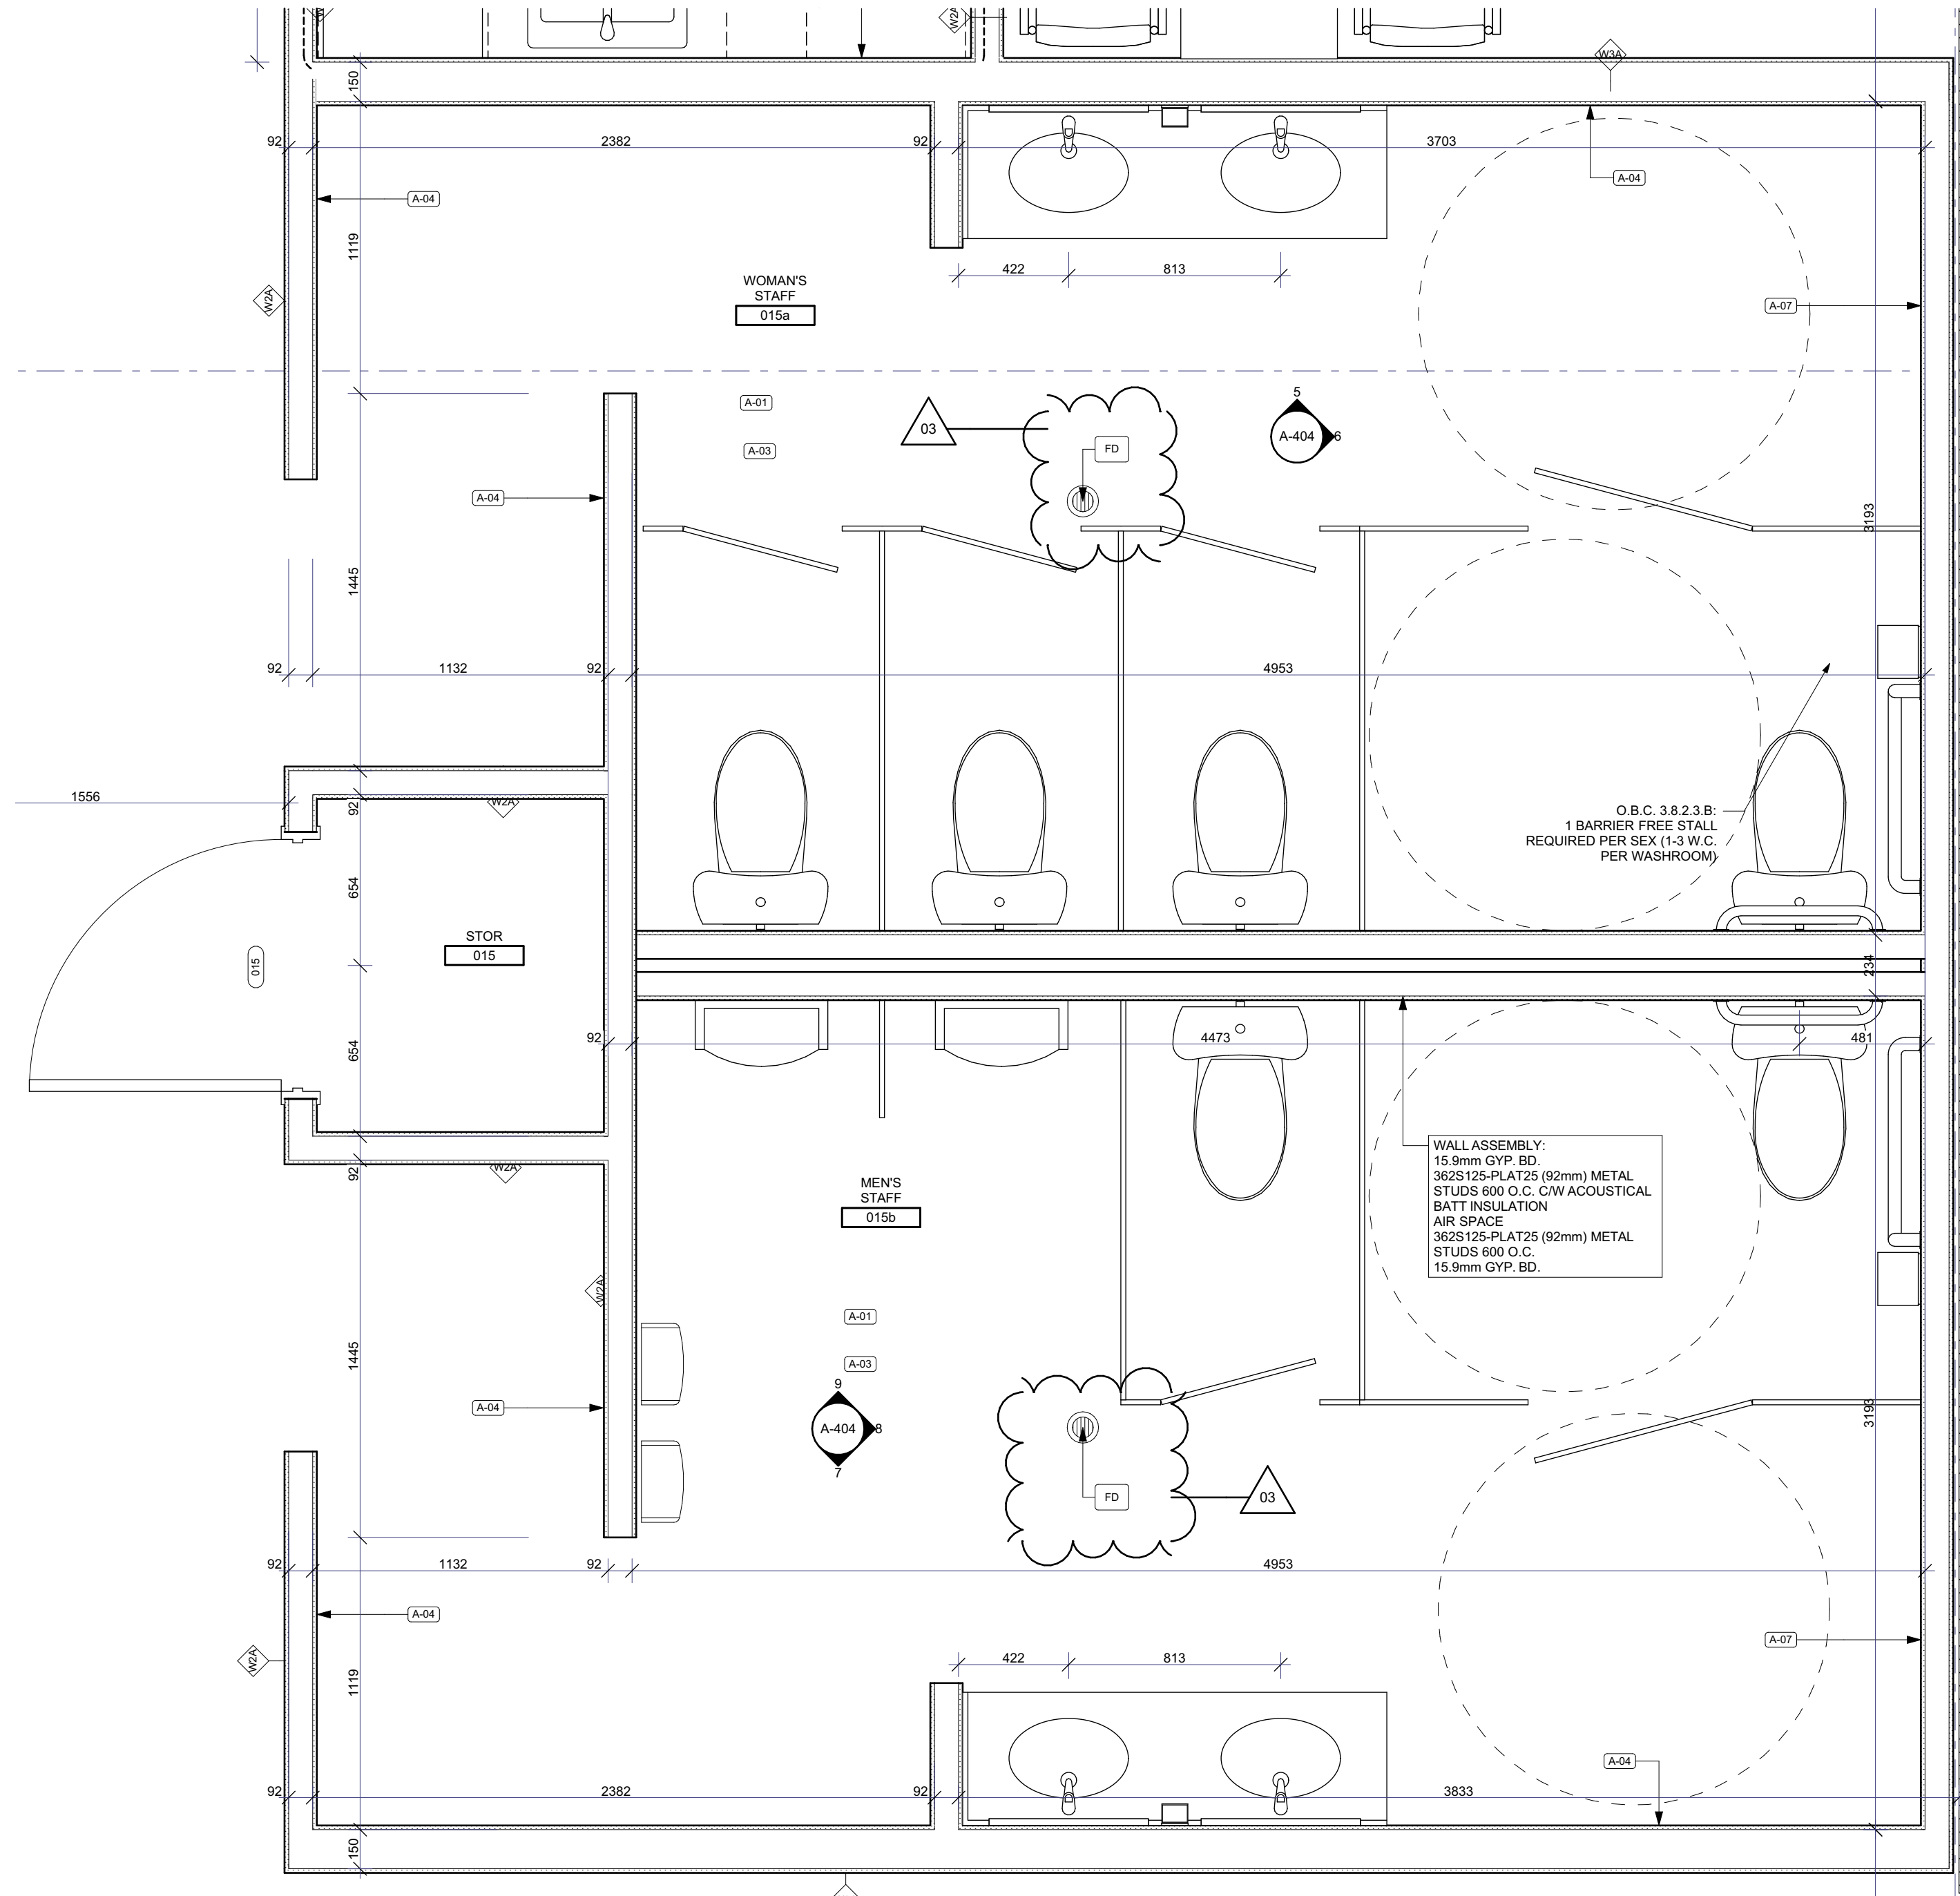 W2A
W3A
150
92
2382
92
3703
A-04
A-04
1119
422
813
WOMAN'S
STAFF
015a
W2A
A-07
A-01
03
5
A-404
6
A-03
FD
A-04
3193
1445
92
1132
92
4953
1556
92
W2A
O.B.C. 3.8.2.3.B:
1 BARRIER FREE STALL
REQUIRED PER SEX (1-3 W.C.
PER WASHROOM)
654
STOR
015
015
234
654
92
4473
481
92
W2A
WALL ASSEMBLY:
15.9mm GYP. BD.
362S125-PLAT25 (92mm) METAL
STUDS 600 O.C. C/W ACOUSTICAL
BATT INSULATION
AIR SPACE
362S125-PLAT25 (92mm) METAL
STUDS 600 O.C.
15.9mm GYP. BD.
MEN'S
STAFF
015b
W2A
A-01
1445
A-03
9
A-404
8
7
A-04
3193
FD
03
92
1132
92
4953
A-04
W2A
A-07
1119
422
813
A-04
92
2382
92
3833
150